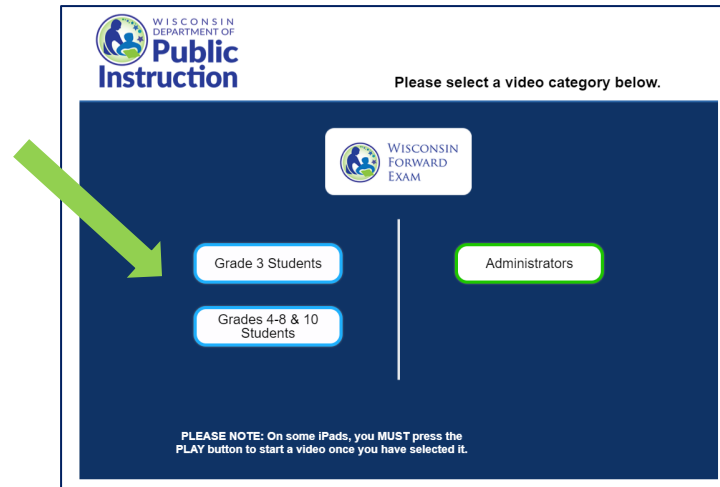 WISCONSIN
DEPARTMENT OF
Public
Instruction
Please select a video category below.
WISCONSIN
FORWARD
EXAM
Grade 3 Students
Administrators
Grades 4-8 & 10
Students
PLEASE NOTE: On some iPads, you MUST press the
PLAY button to start a video once you have selected it.